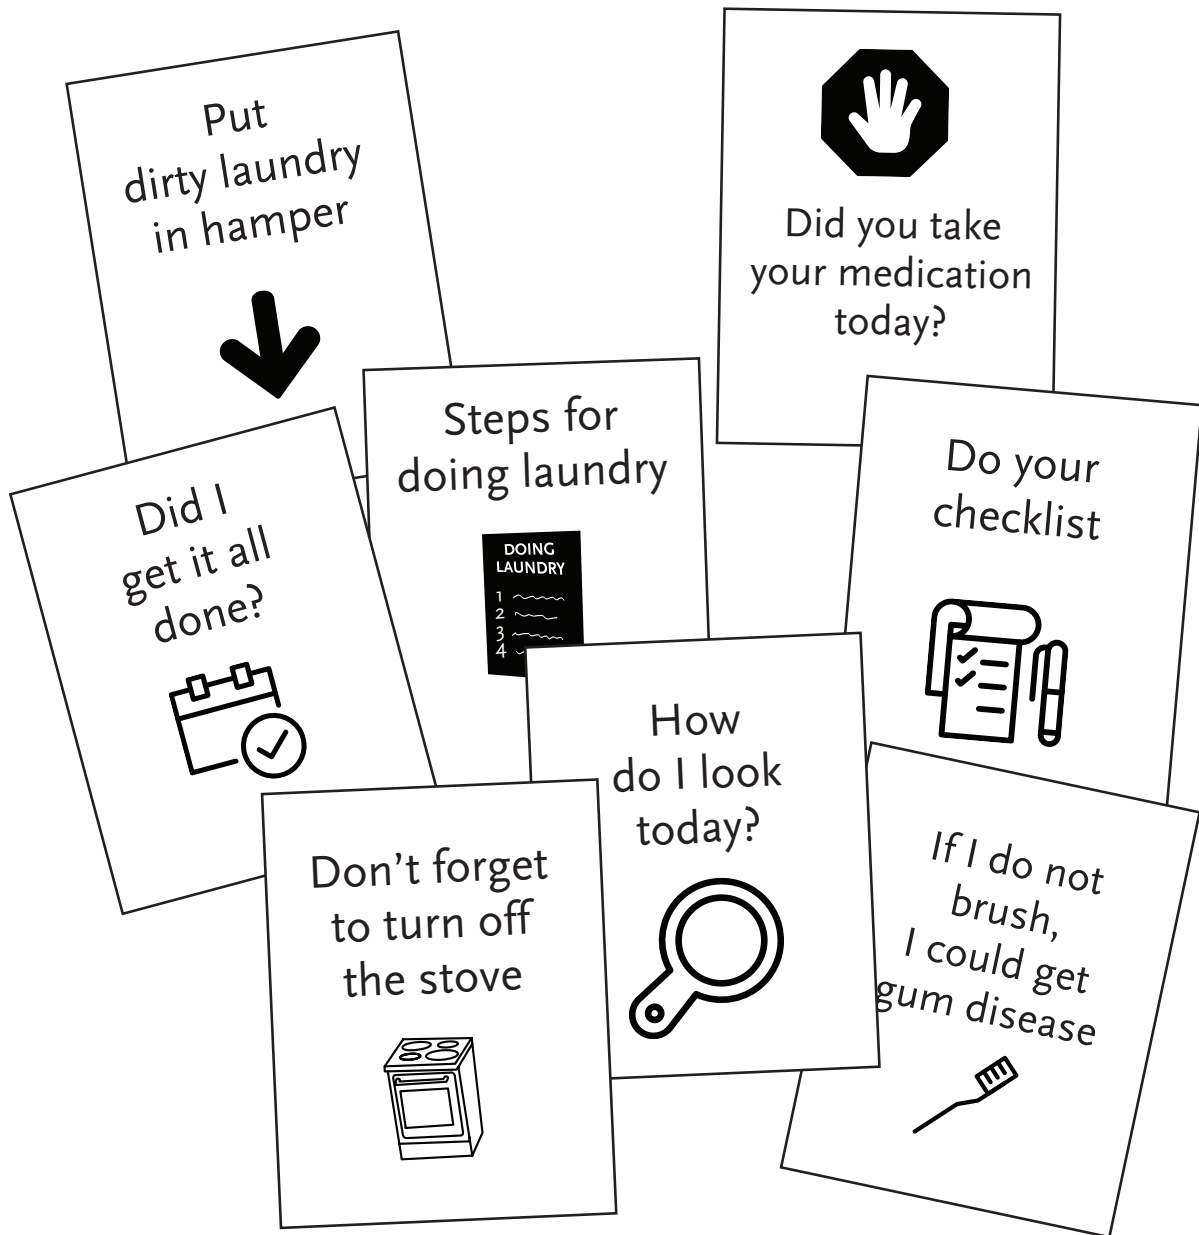 Put
dirty laundry
in hamper
Did you take
your medication
today?
Steps for
doing laundry
DOING
LAUNDRY
1
2
3
4
Did I
get it all
done?
Do your
checklist
How
do I look
today?
Don't forget
to turn off
the stove
If I do not
brush,
I could get
gum disease